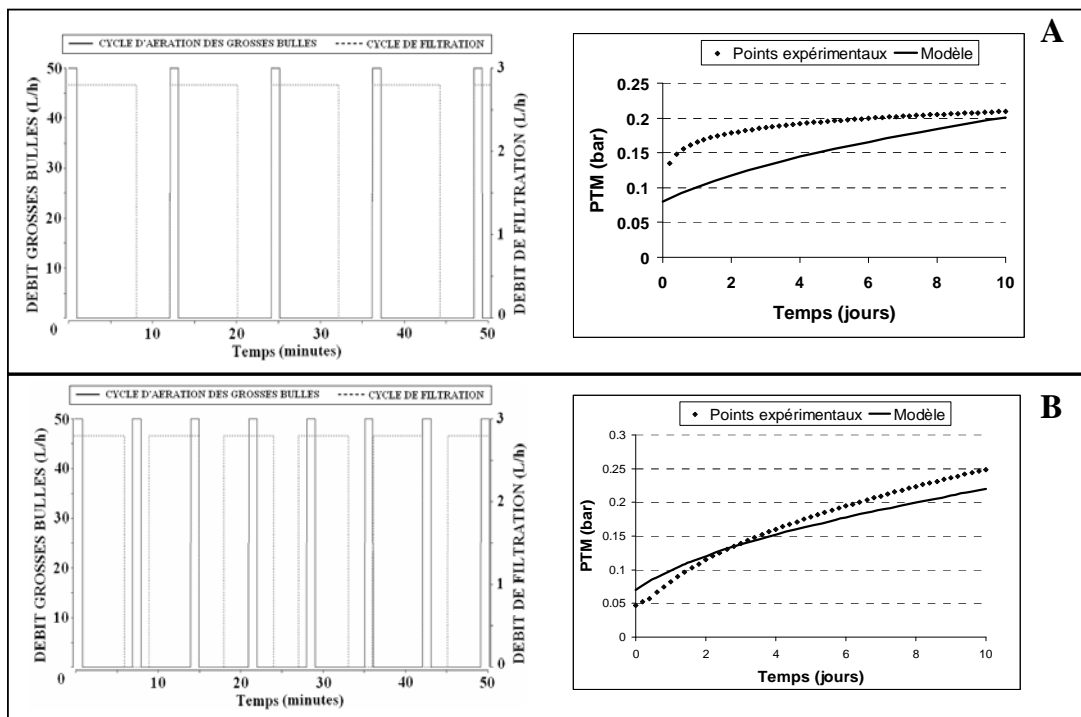 A
CYCLE D'AERATION DES GROSSES BULLES CYCLE DE FILTRATION
DEBIT GROSSES BULLES (L/h)
50
40
30
20
10
0
10 20 30 40 50
Temps (minutes)
3
2
1
0
DEBIT DE FILTRATION (L/h)
Points expérimentaux Modèle
PTM (bar)
0.25
0.2
0.15
0.1
0.05
0
0 2 4 6 8 10
Temps (jours)
B
CYCLE D'AERATION DES GROSSES BULLES CYCLE DE FILTRATION
DEBIT GROSSES BULLES (L/h)
50
40
30
20
10
0
10 20 30 40 50
Temps (minutes)
3
2
1
0
DEBIT DE FILTRATION (L/h)
Points expérimentaux Modèle
PTM (bar)
0.3
0.25
0.2
0.15
0.1
0.05
0
0 2 4 6 8 10
Temps (jours)